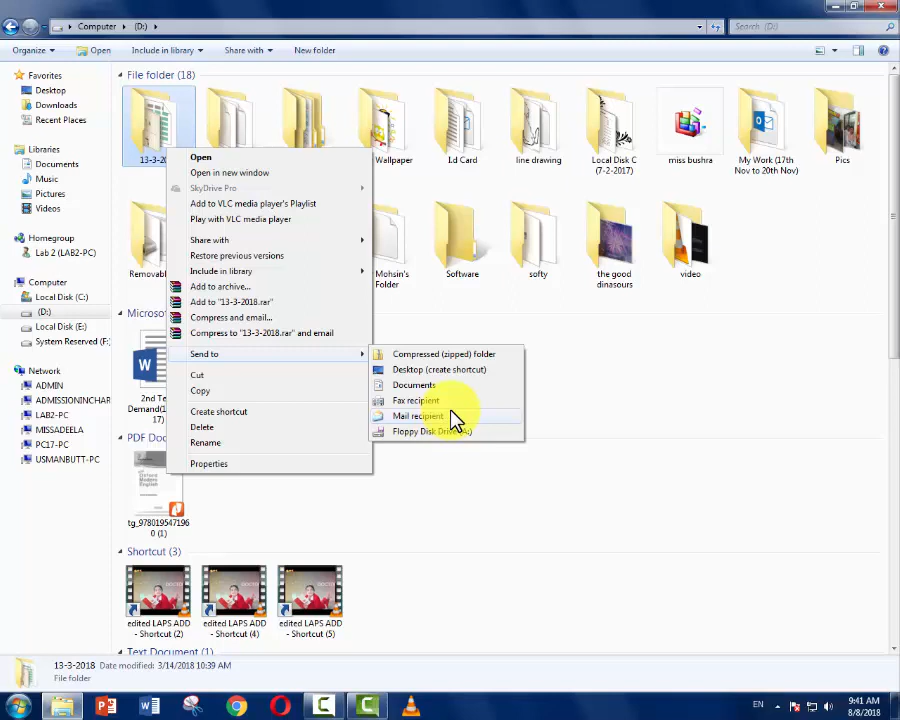 Computer ▸ (D:) ▸
Search (D:)
Organize ▾ Open Include in library ▾ Share with ▾ New folder
Favorites
Desktop
Downloads
Recent Places
Libraries
Documents
Music
Pictures
Videos
Homegroup
Lab 2 (LAB2-PC)
Computer
Local Disk (C:)
(D:)
Local Disk (E:)
System Reserved (F:
Network
ADMIN
ADMISSIONINCHAR
LAB2-PC
MISSADEELA
PC17-PC
USMANBUTT-PC
File folder (18)
13-3-20
Wallpaper
I.d Card
line drawing
Local Disk C
(7-2-2017)
miss bushra
My Work (17th
Nov to 20th Nov)
Pics
Removab
Mohsin's
Folder
Software
softy
the good
dinasours
video
Open
Open in new window
SkyDrive Pro
Add to VLC media player's Playlist
Play with VLC media player
Share with
Restore previous versions
Include in library
Add to archive...
Add to "13-3-2018.rar"
Compress and email...
Compress to "13-3-2018.rar" and email
Send to
Cut
Copy
Create shortcut
Delete
Rename
Properties
Compressed (zipped) folder
Desktop (create shortcut)
Documents
Fax recipient
Mail recipient
Floppy Disk Drive (A:)
Microso
2nd Te
Demand(1
17)
PDF Doc
Oxford
Modern
English
tg_978019547196
0 (1)
Shortcut (3)
edited LAPS ADD
- Shortcut (2)
edited LAPS ADD
- Shortcut (4)
edited LAPS ADD
- Shortcut (5)
Text Document (1)
13-3-2018 Date modified: 3/14/2018 10:39 AM
File folder
EN
9:41 AM
8/8/2018